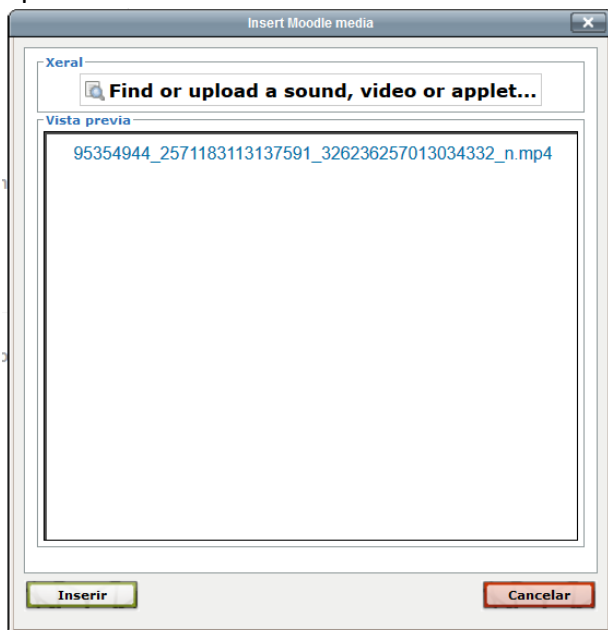 Insert Moodle media
Xeral
Find or upload a sound, video or applet...
Vista previa
95354944_2571183113137591_326236257013034332_n.mp4
Inserir
Cancelar